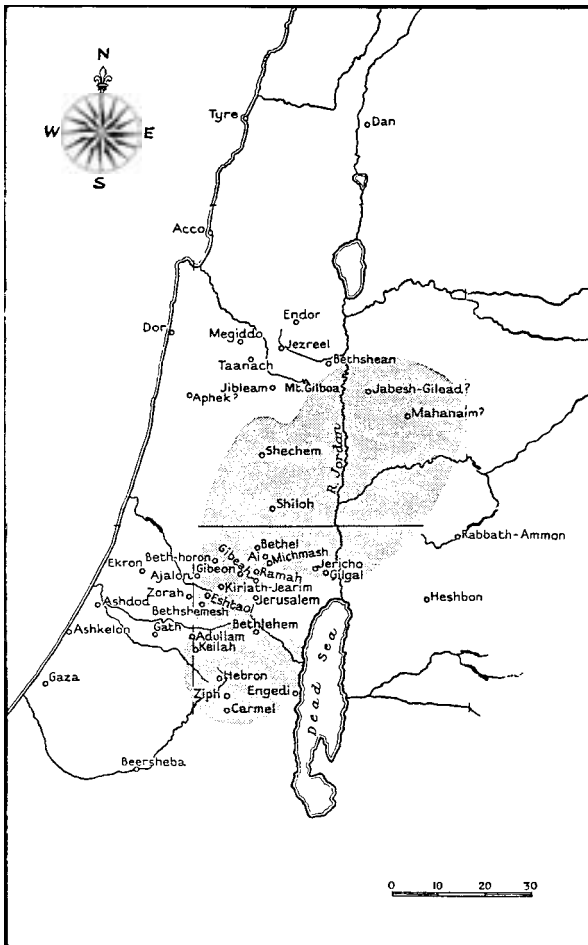 N
W E
S
Tyre
Dan
Acco
Endor
Dor
Megiddo
Jezreel
Taanach
Bethshean
Jibleam
Mt. Gilboa
Jabesh-Gilead?
Aphek?
Mahanaim?
Shechem
R. Jordan
Shiloh
Rabbath-Ammon
Bethel
Beth-horon
Gibeah
Ai
Michmash
Ekron
Gibeon
Ramah
Jericho
Ajalon
Gilgal
Kiriath-Jearim
Zorah
Eshtaol
Jerusalem
Heshbon
Ashdod
Bethshemesh
Ashkelon
Gath
Adullam
Bethlehem
Keilah
Dead Sea
Gaza
Hebron
Ziph
Engedi
Carmel
Beersheba
0 10 20 30